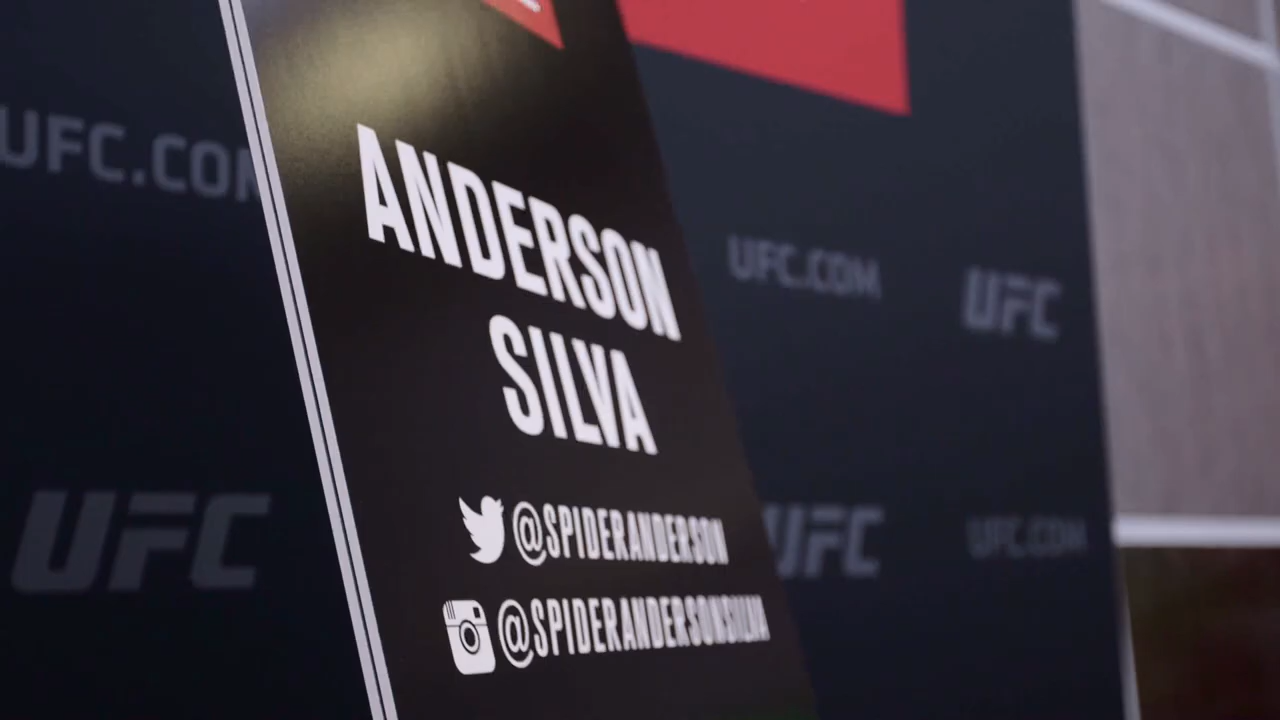 UFC.COM
ANDERSON
SILVA
@SPIDERANDERSON
@SPIDERANDERSONSILVA
UFC.COM
UFC
UFC
UFC
UFC.COM